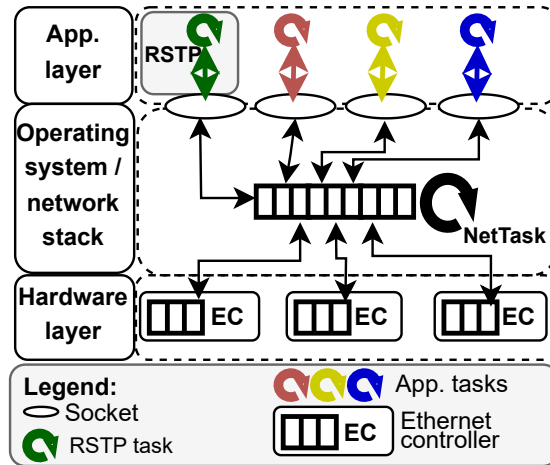 App.
layer
RSTP
Operating
system /
network
stack
NetTask
Hardware
layer
EC
EC
EC
Legend:
Socket
RSTP task
App. tasks
EC
Ethernet
controller